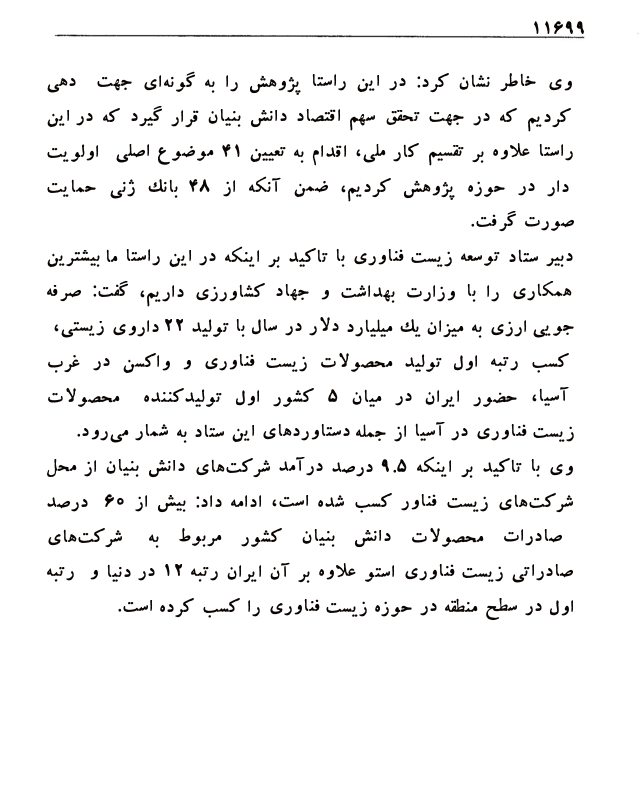 ۱۱۶۹۹
وی خاطر نشان کرد: در این راستا پژوهش را به گونه‌ای جهت دهی
کردیم که در جهت تحقق سهم اقتصاد دانش بنیان قرار گیرد که در این
راستا علاوه بر تقسیم کار ملی، اقدام به تعیین ۴۱ موضوع اصلی اولویت
دار در حوزه پژوهش کردیم، ضمن آنکه از ۴۸ بانك ژنی حمایت
صورت گرفت.
دبیر ستاد توسعه زیست فناوری با تاکید بر اینکه در این راستا ما بیشترین
همکاری را با وزارت بهداشت و جهاد کشاورزی داریم، گفت: صرفه
جویی ارزی به میزان یك میلیارد دلار در سال با تولید ۲۲ داروی زیستی،
کسب رتبه اول تولید محصولات زیست فناوری و واکسن در غرب
آسیا، حضور ایران در میان ۵ کشور اول تولیدکننده محصولات
زیست فناوری در آسیا از جمله دستاوردهای این ستاد به شمار می‌رود.
وی با تاکید بر اینکه ۹.۵ درصد درآمد شرکت‌های دانش بنیان از محل
شرکت‌های زیست فناور کسب شده است، ادامه داد: بیش از ۶۰ درصد
صادرات محصولات دانش بنیان کشور مربوط به شرکت‌های
صادراتی زیست فناوری استو علاوه بر آن ایران رتبه ۱۲ در دنیا و رتبه
اول در سطح منطقه در حوزه زیست فناوری را کسب کرده است.